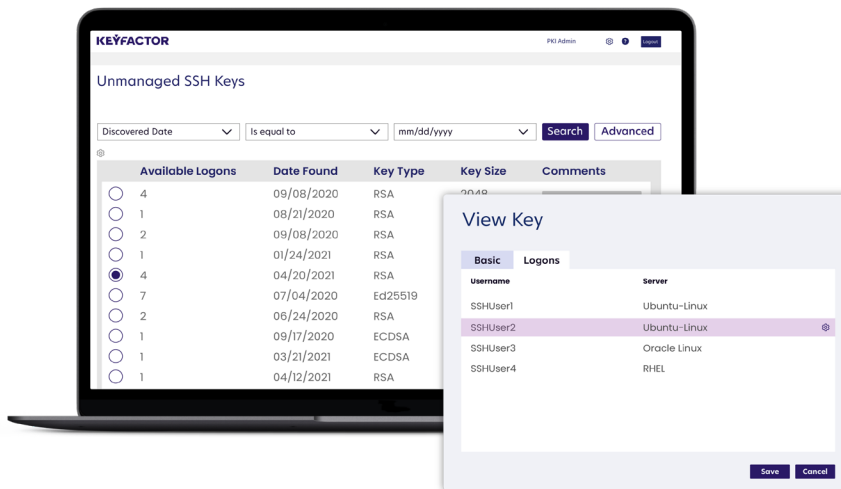 KEYFACTOR PKI Admin Logout
Unmanaged SSH Keys
Discovered Date Is equal to mm/dd/yyyy Search Advanced
Available Logons Date Found Key Type Key Size Comments
4 09/08/2020 RSA 2048
1 08/21/2020 RSA
2 09/08/2020 RSA
1 01/24/2021 RSA
4 04/20/2021 RSA
7 07/04/2020 Ed25519
2 06/24/2020 RSA
1 09/17/2020 ECDSA
1 03/21/2021 ECDSA
1 04/12/2021 RSA
View Key
Basic Logons
Username Server
SSHUser1 Ubuntu-Linux
SSHUser2 Ubuntu-Linux
SSHUser3 Oracle Linux
SSHUser4 RHEL
Save Cancel